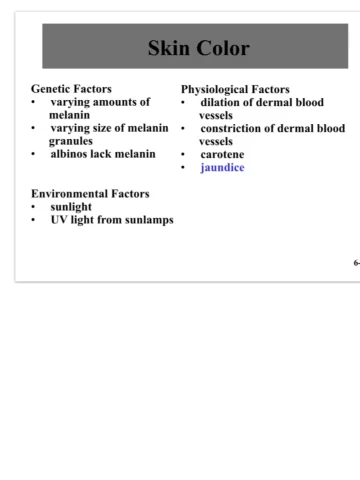 Skin Color
Genetic Factors
• varying amounts of
melanin
• varying size of melanin
granules
• albinos lack melanin
Physiological Factors
• dilation of dermal blood
vessels
• constriction of dermal blood
vessels
• carotene
• jaundice
Environmental Factors
• sunlight
• UV light from sunlamps
6-